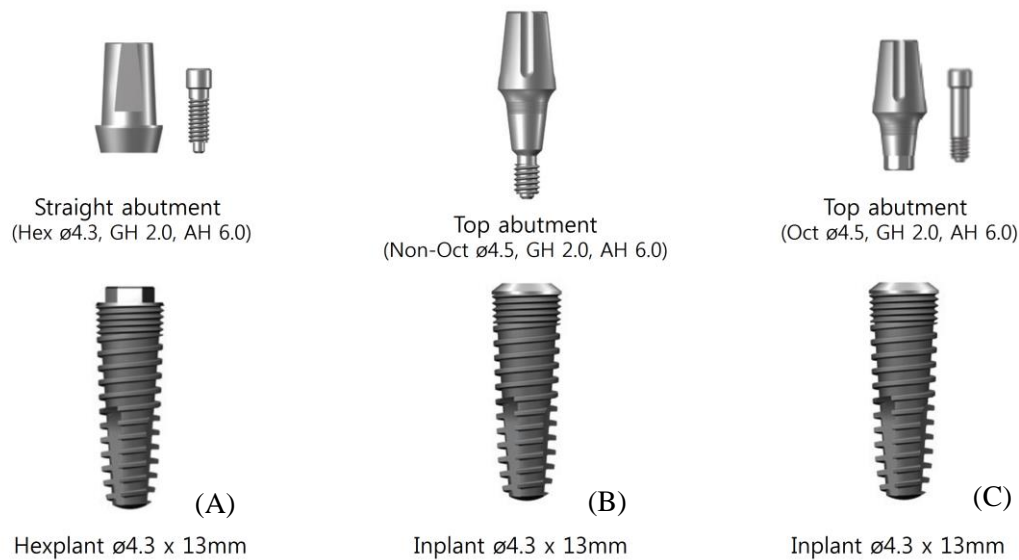 Straight abutment
(Hex ø4.3, GH 2.0, AH 6.0)
Top abutment
(Non-Oct ø4.5, GH 2.0, AH 6.0)
Top abutment
(Oct ø4.5, GH 2.0, AH 6.0)
(A)
(B)
(C)
Hexplant ø4.3 x 13mm
Inplant ø4.3 x 13mm
Inplant ø4.3 x 13mm